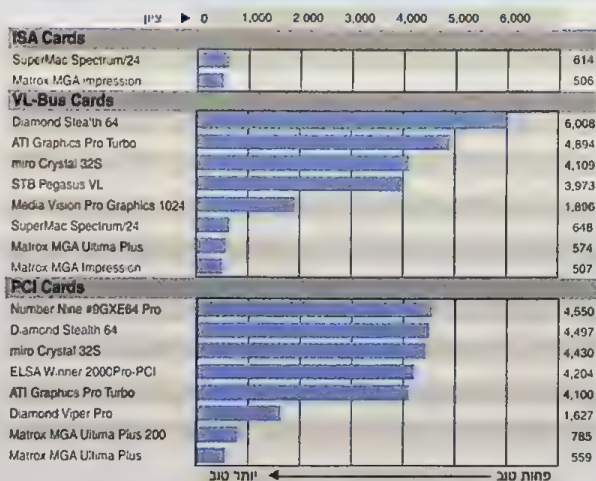 ציון ▶ 0 1,000 2 000 3,000 4,000 5,000 6,000
ISA Cards
SuperMac Spectrum/24 614
Matrox MGA Impression 506
VL-Bus Cards
Diamond Stealth 64 6,008
ATI Graphics Pro Turbo 4,894
miro Crystal 32S 4,109
STB Pegasus VL 3,973
Media Vision Pro Graphics 1024 1,896
SuperMac Spectrum/24 648
Matrox MGA Ultima Plus 574
Matrox MGA Impression 507
PCI Cards
Number Nine #9GXE64 Pro 4,550
Diamond Stealth 64 4,497
miro Crystal 32S 4,430
ELSA Winner 2000Pro-PCI 4,204
ATI Graphics Pro Turbo 4,100
Diamond Viper Pro 1,627
Matrox MGA Ultima Plus 200 785
Matrox MGA Ultima Plus 559
פחות טוב ◀ יותר טוב